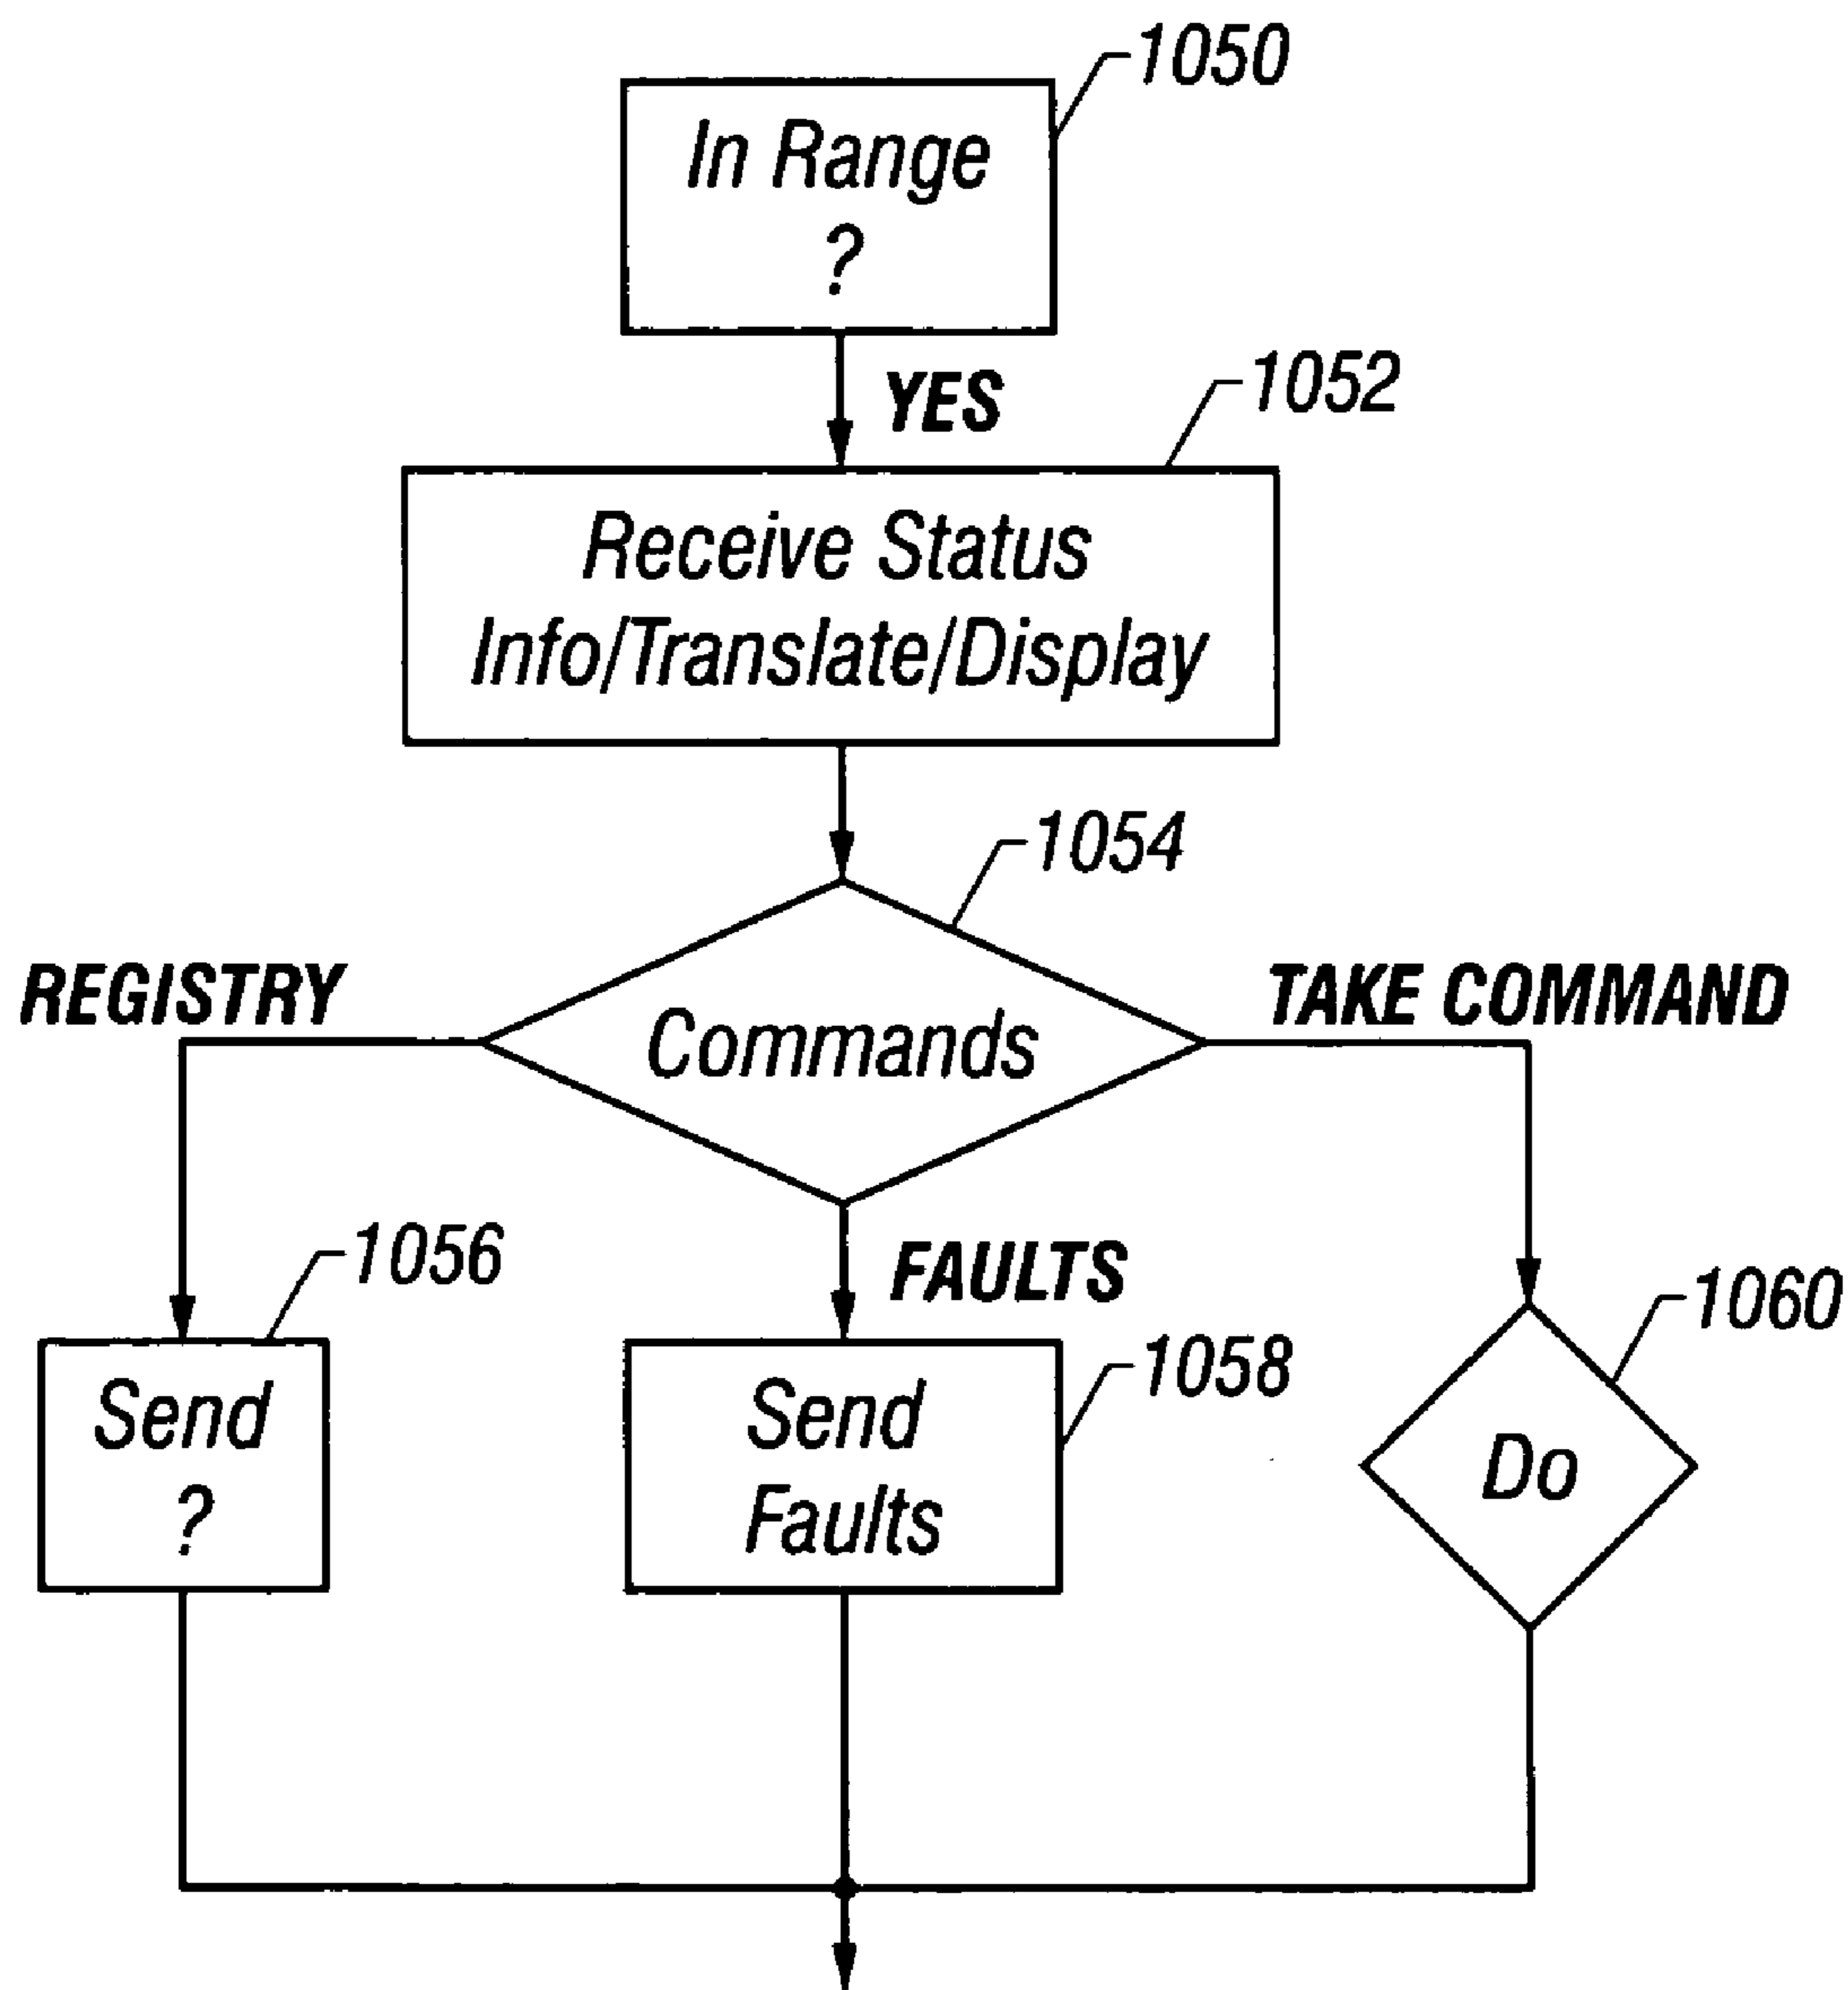 1050
In Range
?
YES
1052
Receive Status
Info/Translate/Display
1054
REGISTRY
Commands
TAKE COMMAND
1056
FAULTS
1060
Send
?
1058
Send
Faults
Do